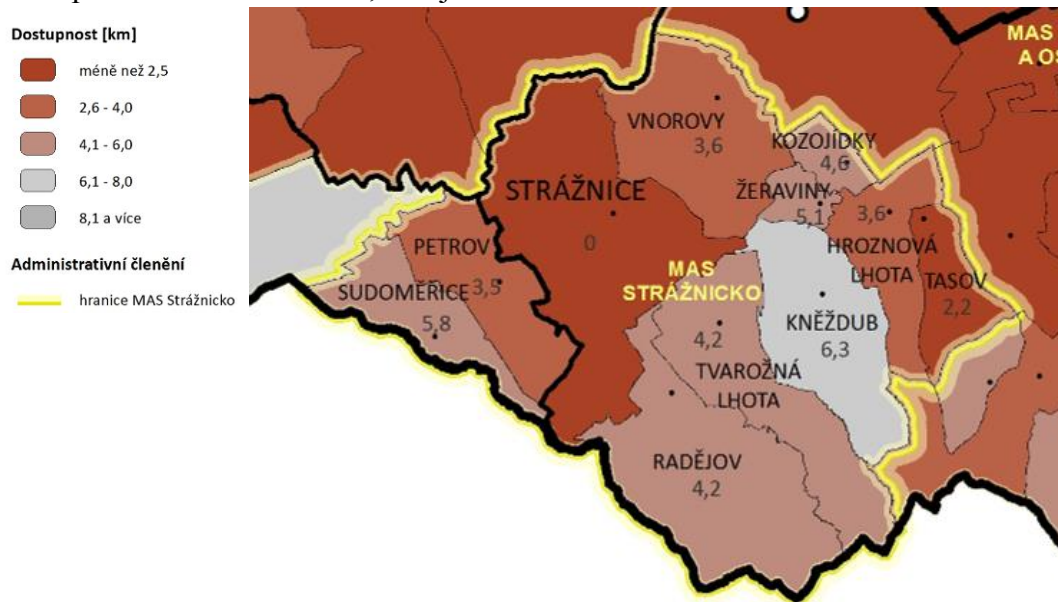 Dostupnost [km]
méně než 2,5
2,6 - 4,0
4,1 - 6,0
6,1 - 8,0
8,1 a více
Administrativní členění
hranice MAS Strážnicko
MAS
VNOROVY
3,6
KOZOJÍDKY
4,6
STRÁŽNICE
0
ŽERAVINY
5,1
3,6
HROZNOVÁ
LHOTA
TASOV
2,2
PETROV
3,5
SUDOMĚŘICE
5,8
MAS
STRÁŽNICKO
KNĚŽDUB
6,3
4,2
TVAROŽNÁ
LHOTA
RADĚJOV
4,2